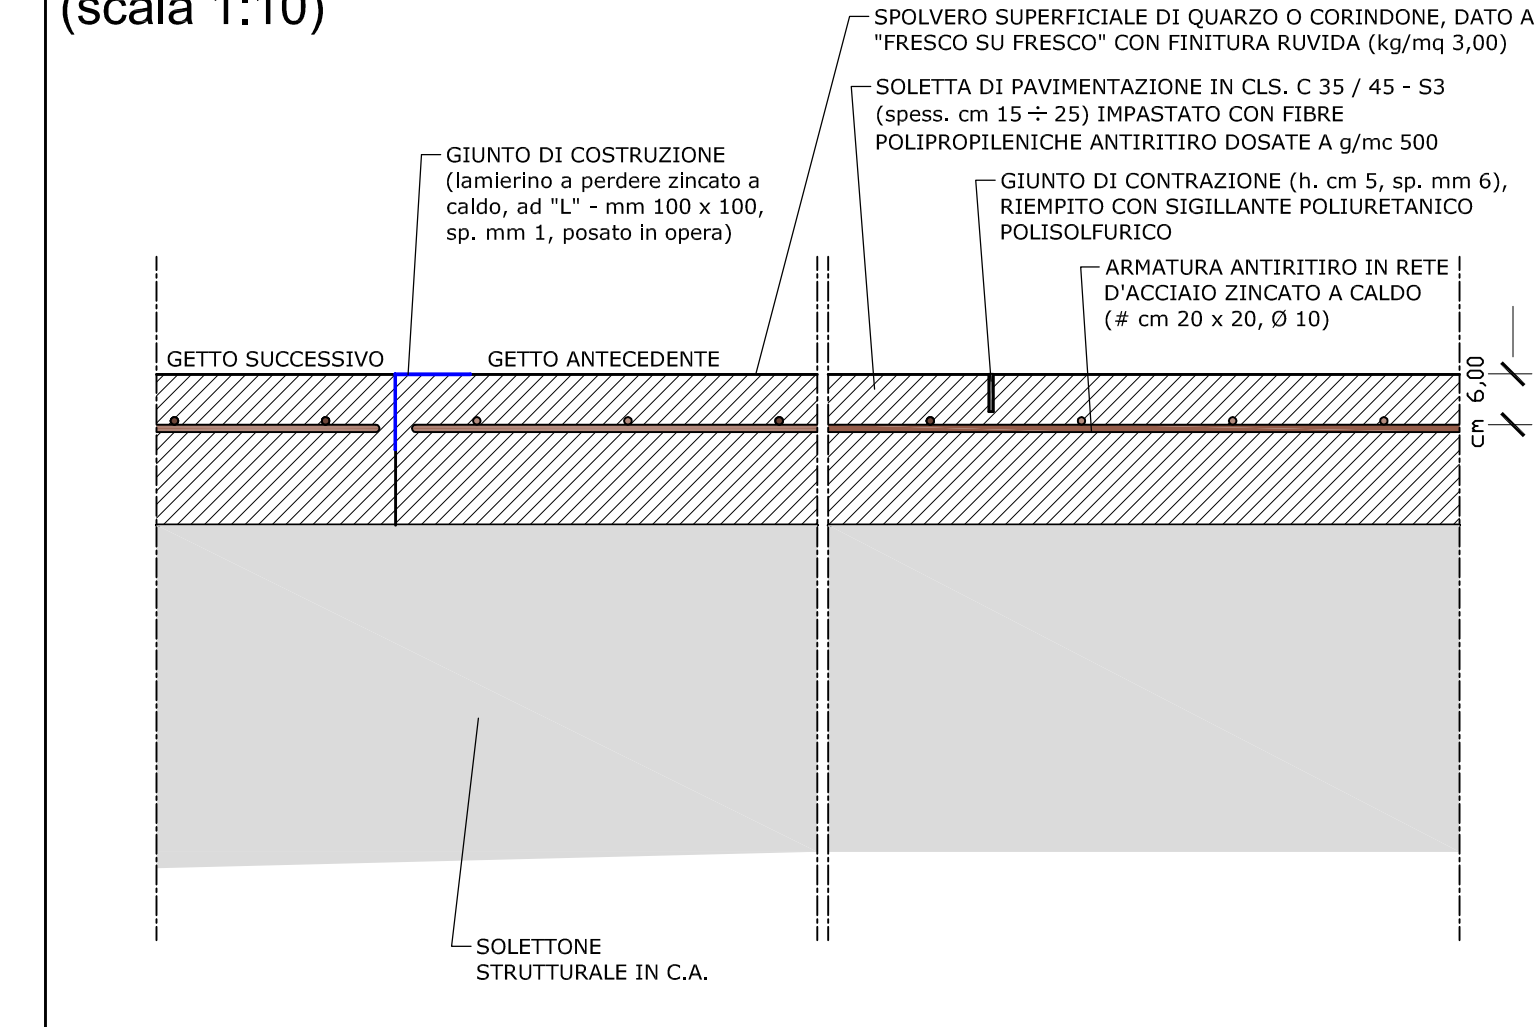 (scala 1:10)
SPOLVERO SUPERFICIALE DI QUARZO O CORINDONE, DATO A
"FRESCO SU FRESCO" CON FINITURA RUVIDA (kg/mq 3,00)
SOLETTA DI PAVIMENTAZIONE IN CLS. C 35 / 45 - S3
(spess. cm 15 ÷ 25) IMPASTATO CON FIBRE
POLIPROPILENICHE ANTIRITIRO DOSATE A g/mc 500
GIUNTO DI COSTRUZIONE
(lamierino a perdere zincato a
caldo, ad "L" - mm 100 x 100,
sp. mm 1, posato in opera)
GIUNTO DI CONTRAZIONE (h. cm 5, sp. mm 6),
RIEMPITO CON SIGILLANTE POLIURETANICO
POLISOLFURICO
ARMATURA ANTIRITIRO IN RETE
D'ACCIAIO ZINCATO A CALDO
(# cm 20 x 20, Ø 10)
GETTO SUCCESSIVO
GETTO ANTECEDENTE
cm 6,00
SOLETTONE
STRUTTURALE IN C.A.